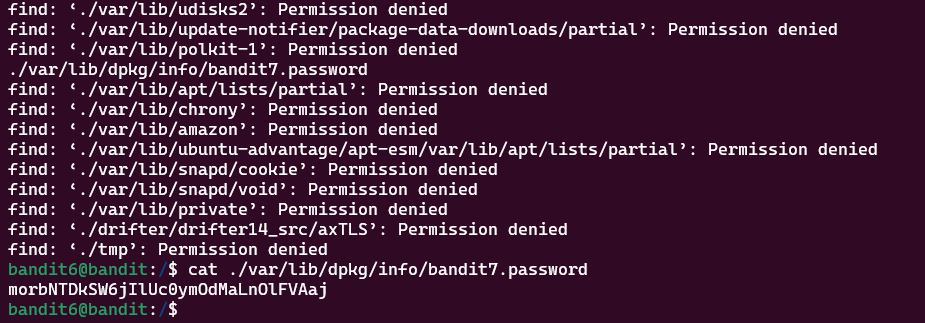 find: ‘./var/lib/udisks2’: Permission denied
find: ‘./var/lib/update-notifier/package-data-downloads/partial’: Permission denied
find: ‘./var/lib/polkit-1’: Permission denied
./var/lib/dpkg/info/bandit7.password
find: ‘./var/lib/apt/lists/partial’: Permission denied
find: ‘./var/lib/chrony’: Permission denied
find: ‘./var/lib/amazon’: Permission denied
find: ‘./var/lib/ubuntu-advantage/apt-esm/var/lib/apt/lists/partial’: Permission denied
find: ‘./var/lib/snapd/cookie’: Permission denied
find: ‘./var/lib/snapd/void’: Permission denied
find: ‘./var/lib/private’: Permission denied
find: ‘./drifter/drifter14_src/axTLS’: Permission denied
find: ‘./tmp’: Permission denied
bandit6@bandit:/$ cat ./var/lib/dpkg/info/bandit7.password
morbNTDkSW6jIlUc0ymOdMaLnOlFVAaj
bandit6@bandit:/$